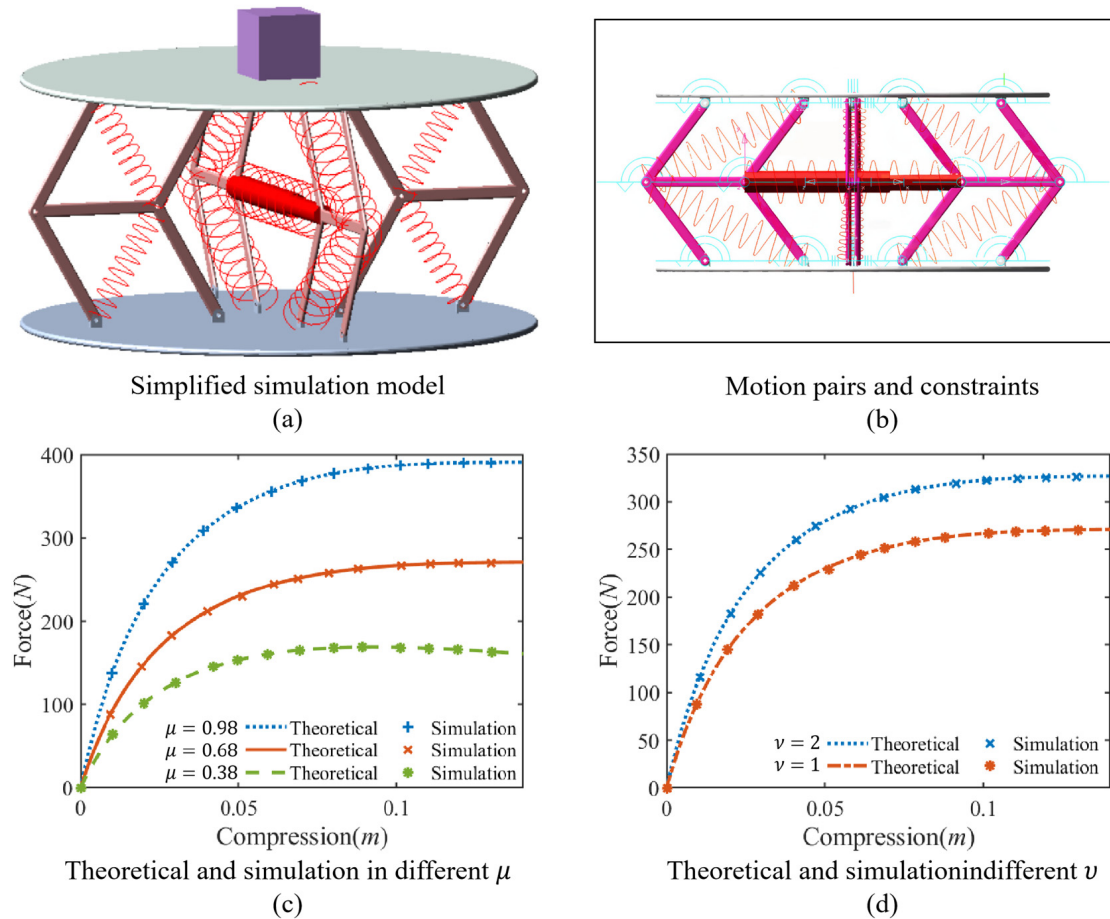 Simplified simulation model
(a)
Motion pairs and constraints
(b)
400
300
200
100
0
Force(N)
μ = 0.98 Theoretical Simulation
μ = 0.68 Theoretical Simulation
μ = 0.38 Theoretical Simulation
0 0.05 0.1
Compression(m)
Theoretical and simulation in different μ
(c)
350
300
250
200
150
100
50
0
Force(N)
ν = 2 Theoretical Simulation
ν = 1 Theoretical Simulation
0 0.05 0.1
Compression(m)
Theoretical and simulationindifferent υ
(d)